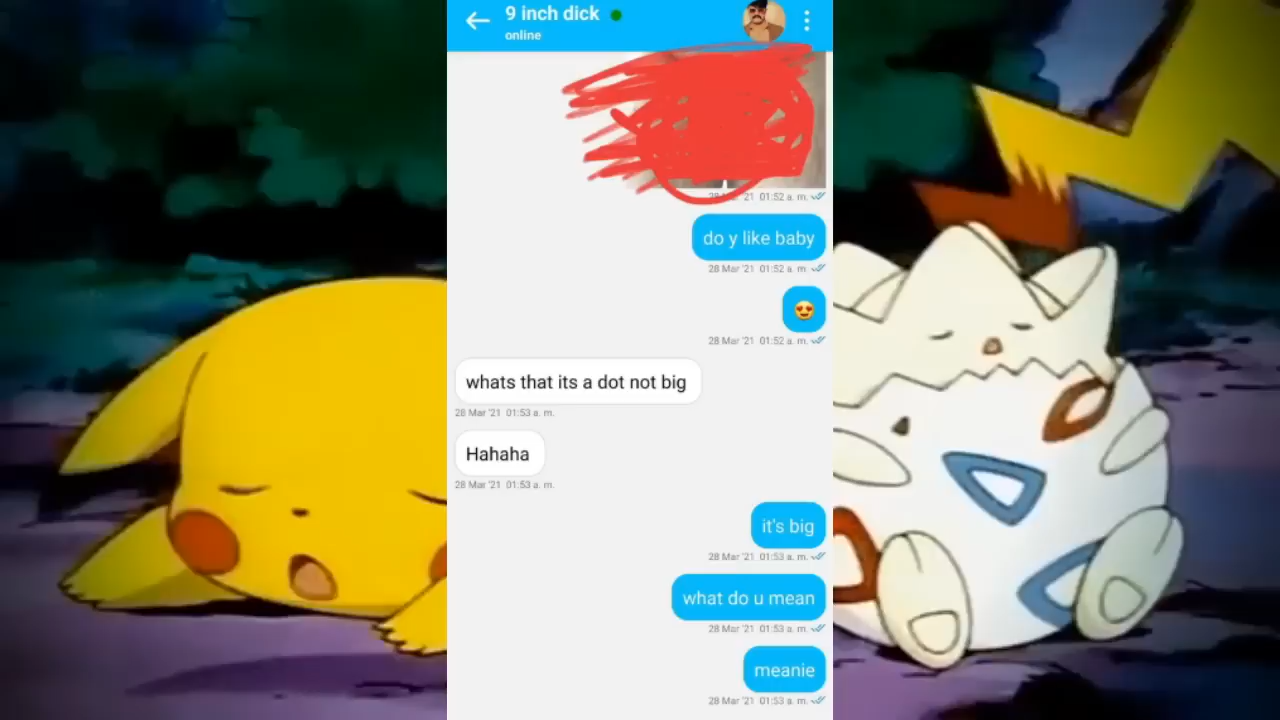 9 inch dick
online
28 Mar '21 01:52 a. m.
do y like baby
28 Mar '21 01:52 a. m.
😍
28 Mar '21 01:52 a. m.
whats that its a dot not big
28 Mar '21 01:53 a. m.
Hahaha
28 Mar '21 01:53 a. m.
it's big
28 Mar '21 01:53 a. m.
what do u mean
28 Mar '21 01:53 a. m.
meanie
28 Mar '21 01:53 a. m.